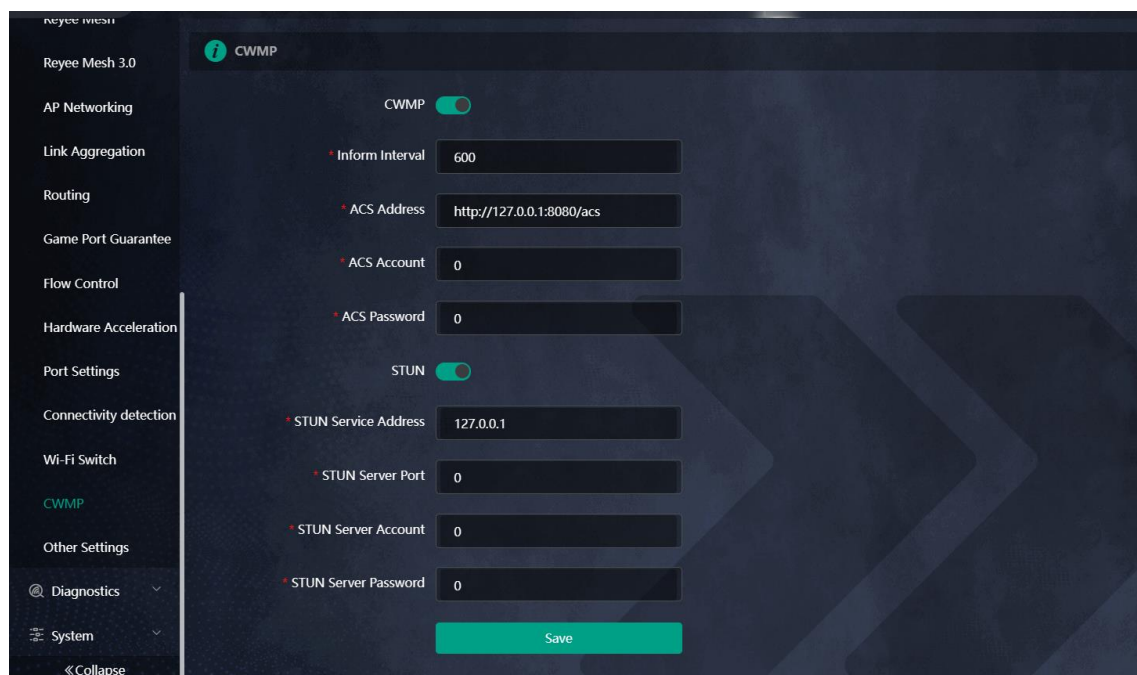 Reyee Mesh
Reyee Mesh 3.0
AP Networking
Link Aggregation
Routing
Game Port Guarantee
Flow Control
Hardware Acceleration
Port Settings
Connectivity detection
Wi-Fi Switch
CWMP
Other Settings
Diagnostics
System
≪Collapse
i CWMP
CWMP
* Inform Interval 600
* ACS Address http://127.0.0.1:8080/acs
* ACS Account 0
* ACS Password 0
STUN
* STUN Service Address 127.0.0.1
* STUN Server Port 0
* STUN Server Account 0
* STUN Server Password 0
Save